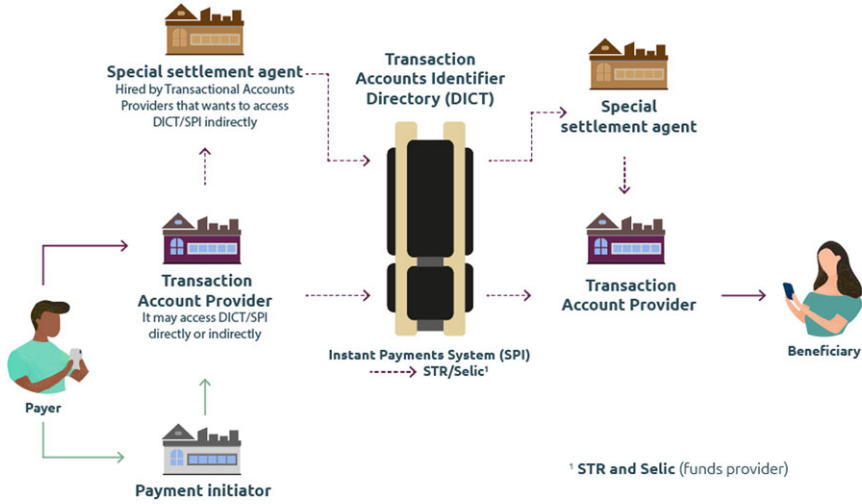 Special settlement agent
Hired by Transactional Accounts
Providers that wants to access
DICT/SPI indirectly
Transaction
Accounts Identifier
Directory (DICT)
Special
settlement agent
Transaction
Account Provider
It may access DICT/SPI
directly or indirectly
Transaction
Account Provider
Instant Payments System (SPI)
STR/Selic¹
Payer
Beneficiary
Payment initiator
¹ STR and Selic (funds provider)